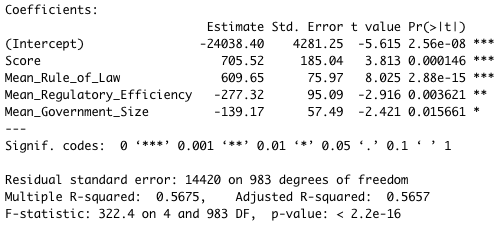 Coefficients:
Estimate Std. Error t value Pr(>|t|)
(Intercept) -24038.40 4281.25 -5.615 2.56e-08 ***
Score 705.52 185.04 3.813 0.000146 ***
Mean_Rule_of_Law 609.65 75.97 8.025 2.88e-15 ***
Mean_Regulatory_Efficiency -277.32 95.09 -2.916 0.003621 **
Mean_Government_Size -139.17 57.49 -2.421 0.015661 *
---
Signif. codes: 0 ‘***’ 0.001 ‘**’ 0.01 ‘*’ 0.05 ‘.’ 0.1 ‘ ’ 1
Residual standard error: 14420 on 983 degrees of freedom
Multiple R-squared: 0.5675, Adjusted R-squared: 0.5657
F-statistic: 322.4 on 4 and 983 DF, p-value: < 2.2e-16